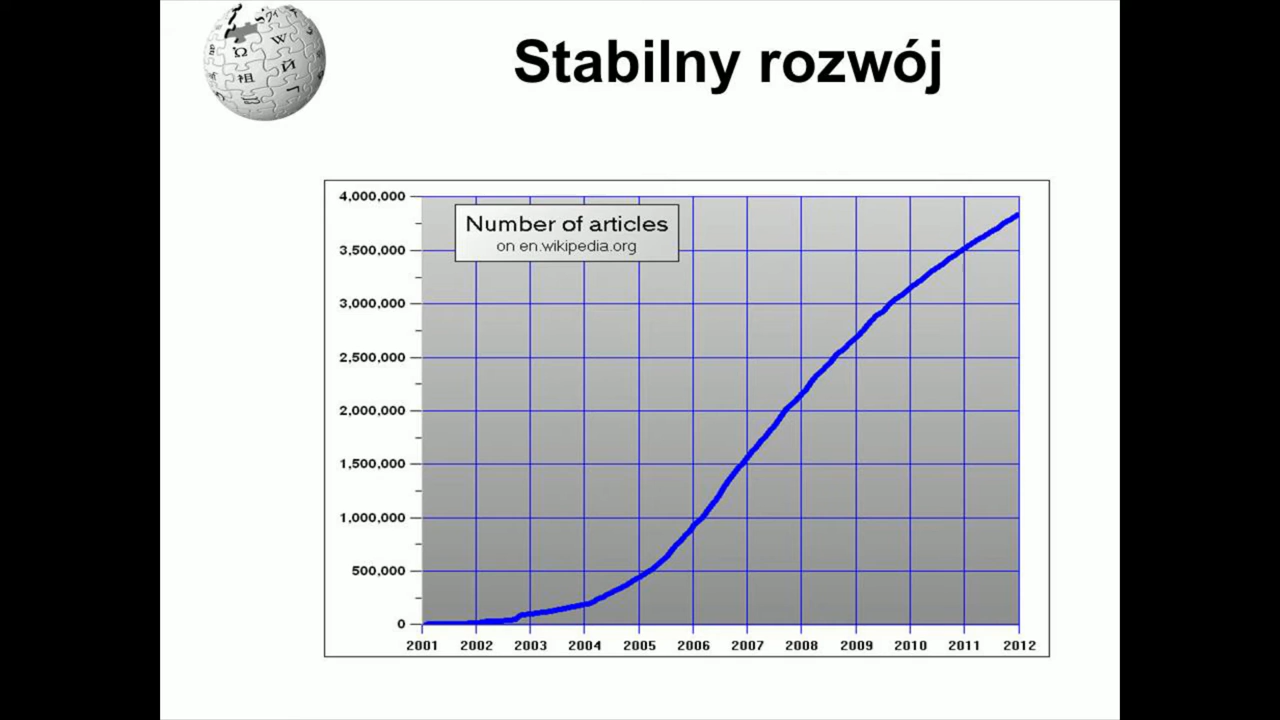 Stabilny rozwój
Ω W
祖 Й
Number of articles
on en.wikipedia.org
4,000,000
3,500,000
3,000,000
2,500,000
2,000,000
1,500,000
1,000,000
500,000
0
2001 2002 2003 2004 2005 2006 2007 2008 2009 2010 2011 2012